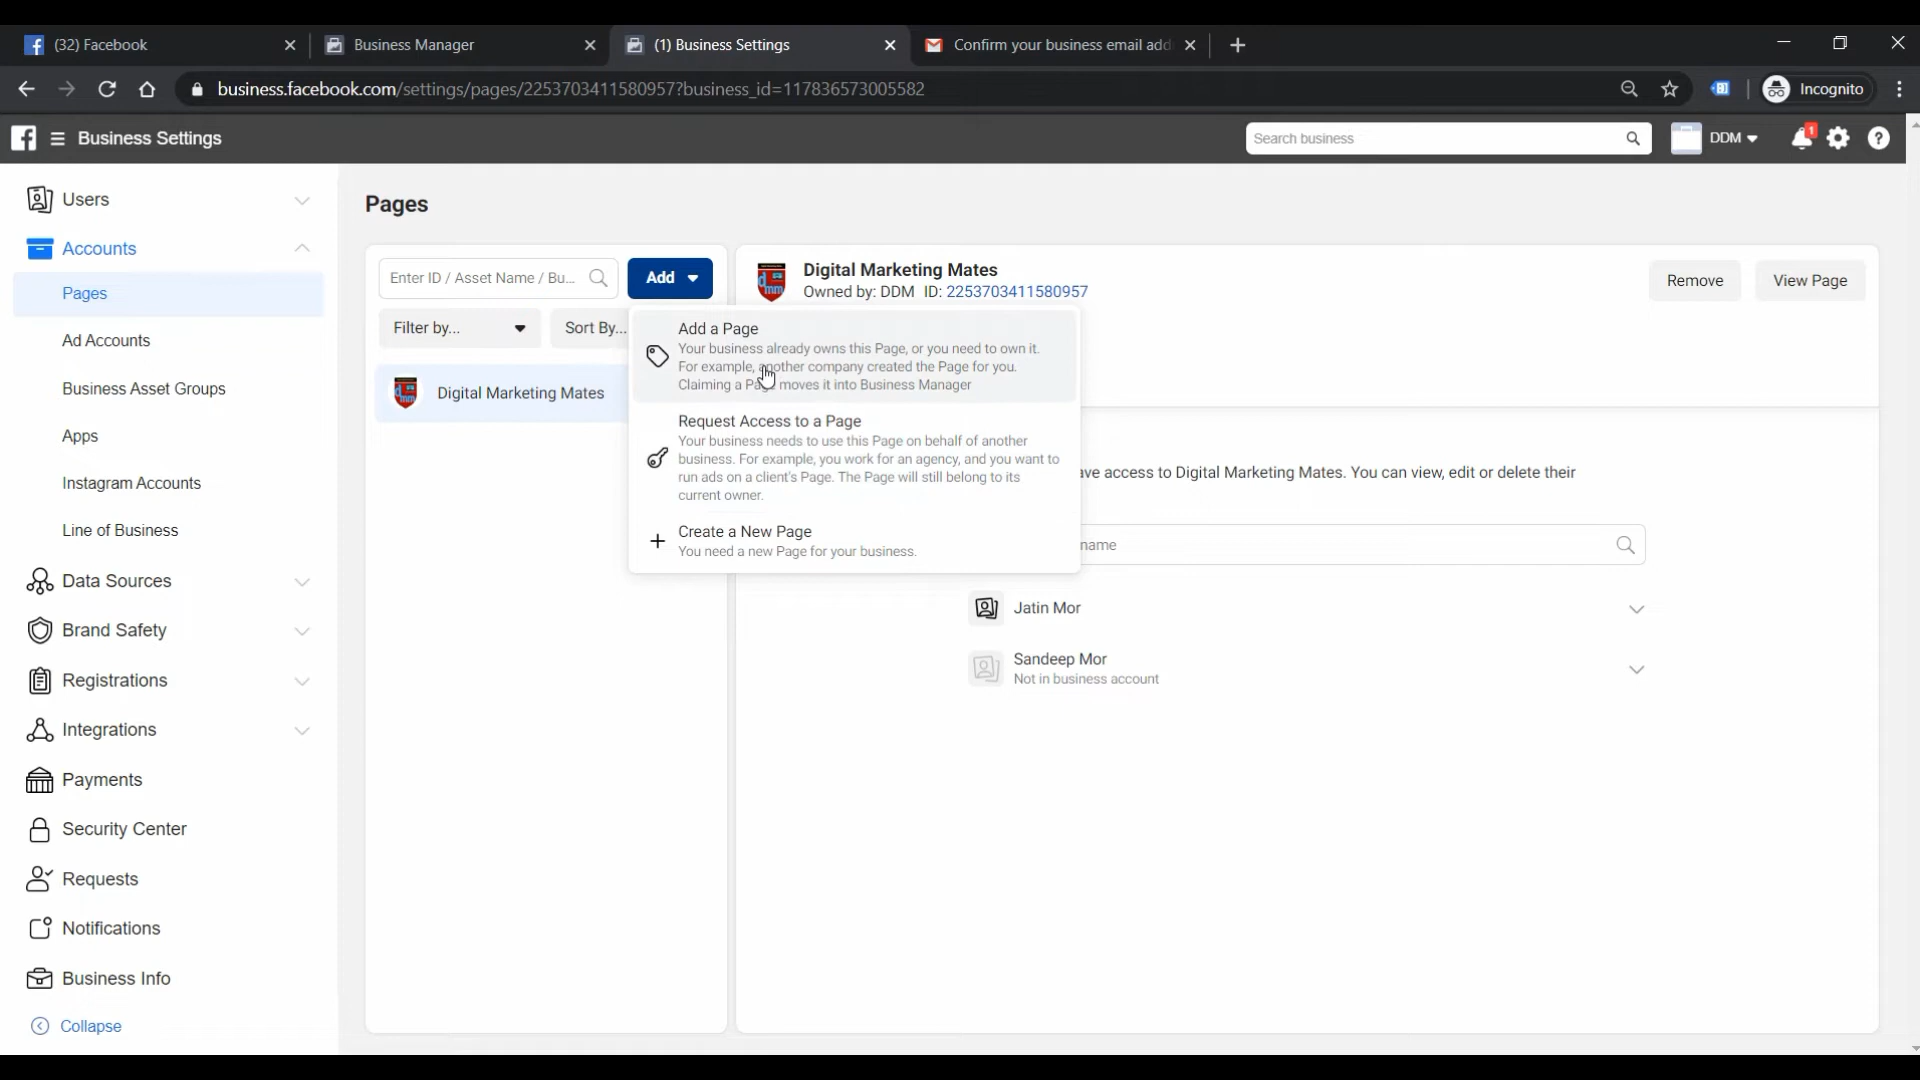 (32) Facebook
Business Manager
(1) Business Settings
Confirm your business email add
business.facebook.com/settings/pages/2253703411580957?business_id=117836573005582
Incognito
Business Settings
Search business
DDM
1
Users
Accounts
Pages
Ad Accounts
Business Asset Groups
Apps
Instagram Accounts
Line of Business
Data Sources
Brand Safety
Registrations
Integrations
Payments
Security Center
Requests
Notifications
Business Info
Collapse
Pages
Enter ID / Asset Name / Bu...
Add
Filter by...
Sort By...
Digital Marketing Mates
Add a Page
Your business already owns this Page, or you need to own it.
For example, another company created the Page for you.
Claiming a Page moves it into Business Manager
Request Access to a Page
Your business needs to use this Page on behalf of another
business. For example, you work for an agency, and you want to
run ads on a client's Page. The Page will still belong to its
current owner.
Create a New Page
You need a new Page for your business.
dmm
Digital Marketing Mates
Owned by: DDM ID: 2253703411580957
Remove
View Page
ve access to Digital Marketing Mates. You can view, edit or delete their
name
Jatin Mor
Sandeep Mor
Not in business account